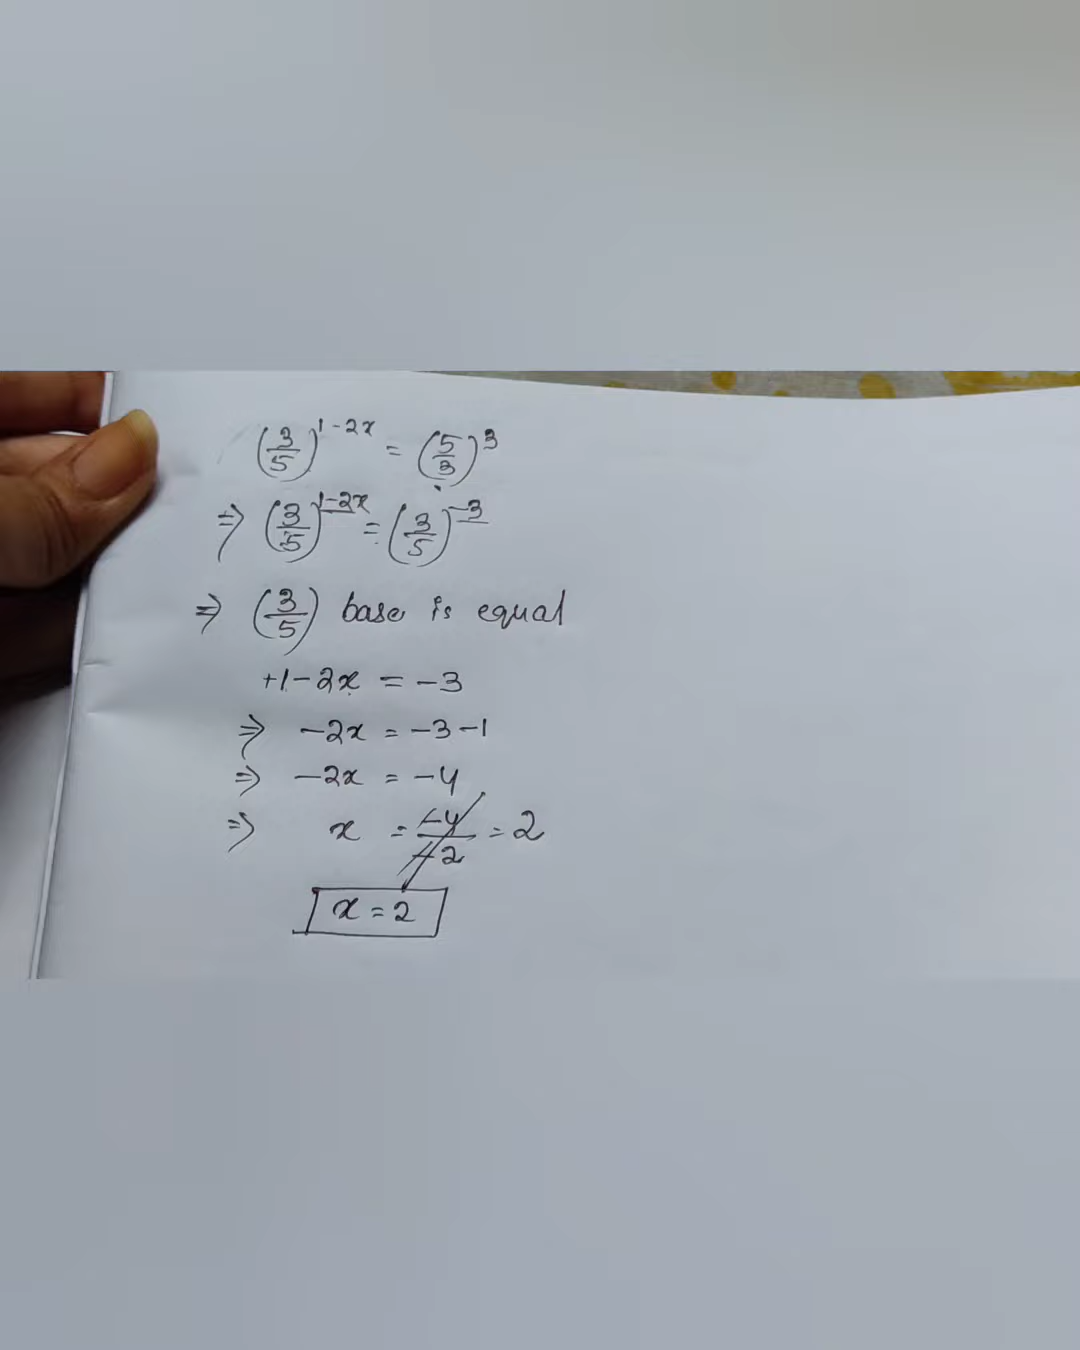 (3/5)^1-2x = (5/3)^3
⇒ (3/5)^1-2x = (3/5)^-3
⇒ (3/5) base is equal
+1-2x = -3
⇒ -2x = -3-1
⇒ -2x = -4
⇒ x = -4/-2 = 2
x = 2